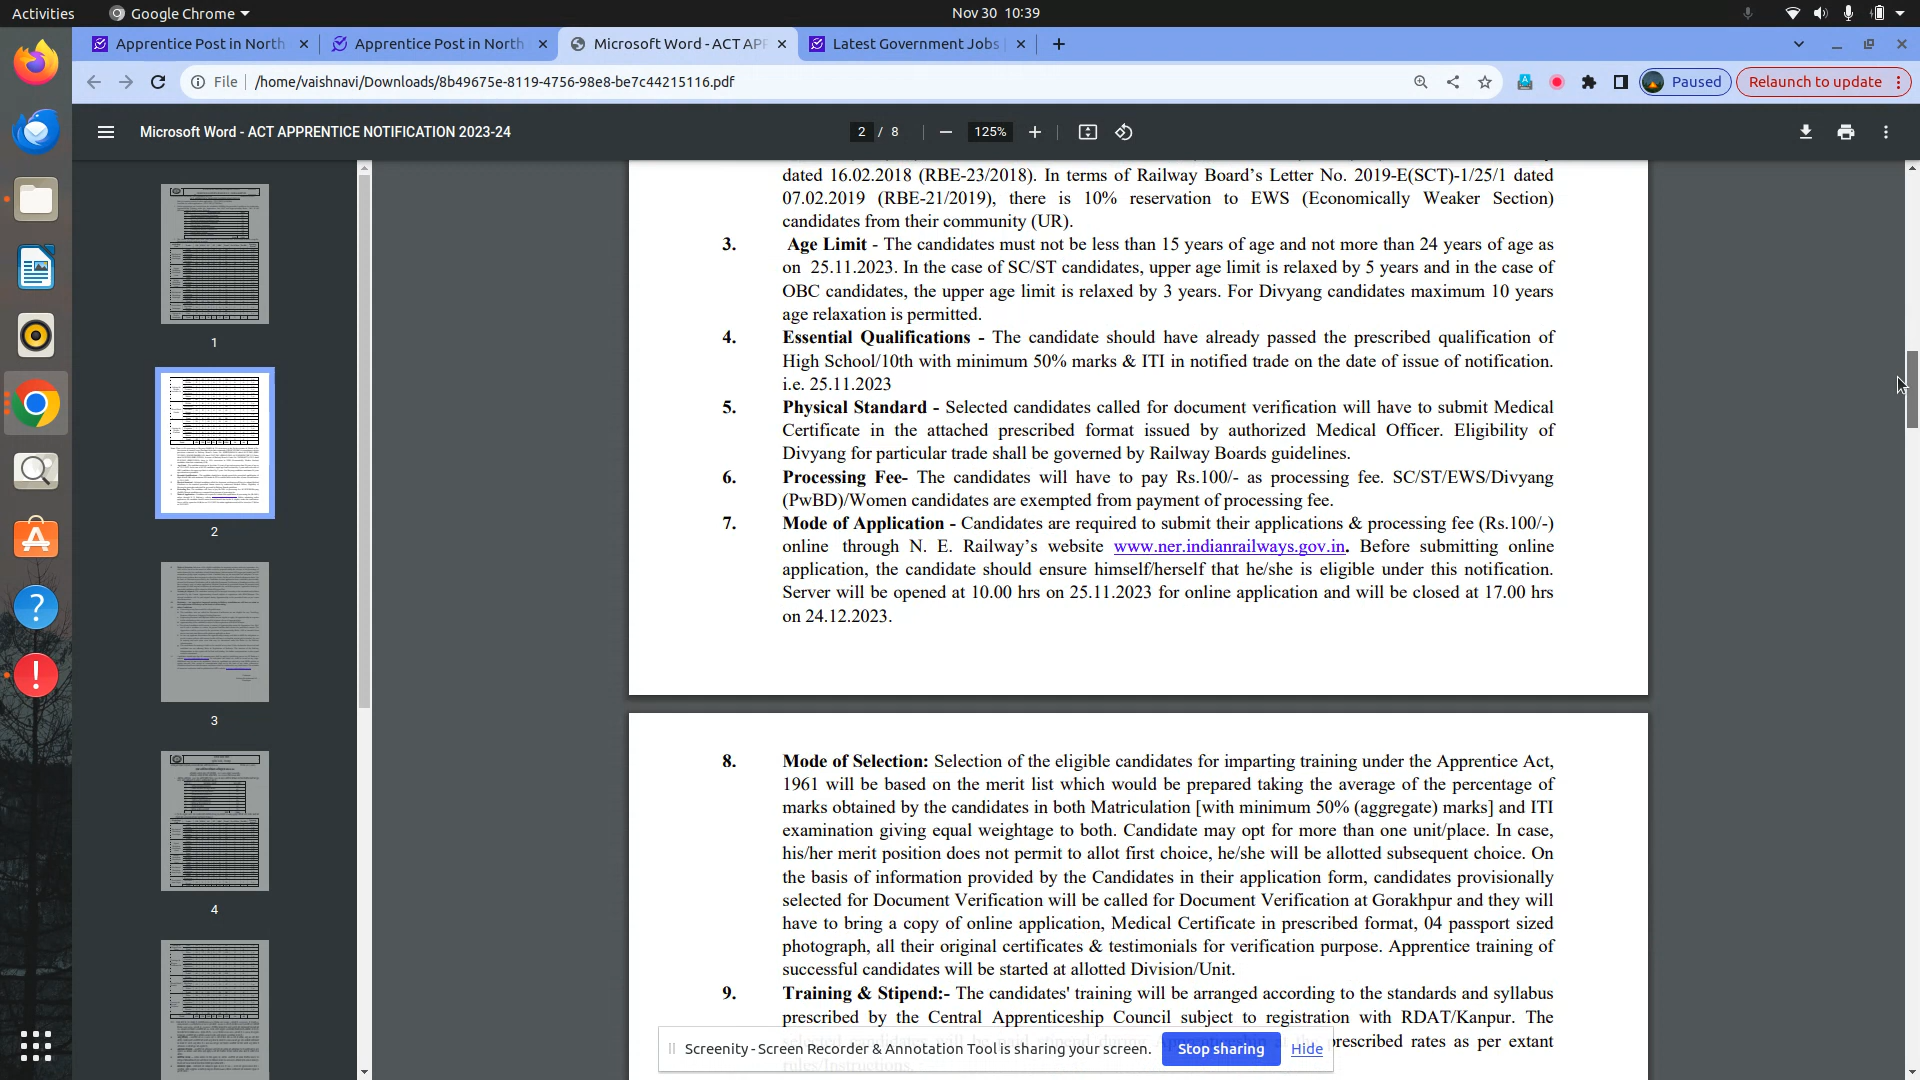 Activities
Google Chrome
Nov 30 10:39
Apprentice Post in North
Apprentice Post in North
Microsoft Word - ACT APP
Latest Government Jobs
File
/home/vaishnavi/Downloads/8b49675e-8119-4756-98e8-be7c44215116.pdf
Paused
Relaunch to update
Microsoft Word - ACT APPRENTICE NOTIFICATION 2023-24
2 / 8
125%
1
2
3
4
dated 16.02.2018 (RBE-23/2018). In terms of Railway Board's Letter No. 2019-E(SCT)-1/25/1 dated
07.02.2019 (RBE-21/2019), there is 10% reservation to EWS (Economically Weaker Section)
candidates from their community (UR).
3. Age Limit - The candidates must not be less than 15 years of age and not more than 24 years of age as
on 25.11.2023. In the case of SC/ST candidates, upper age limit is relaxed by 5 years and in the case of
OBC candidates, the upper age limit is relaxed by 3 years. For Divyang candidates maximum 10 years
age relaxation is permitted.
4. Essential Qualifications - The candidate should have already passed the prescribed qualification of
High School/10th with minimum 50% marks & ITI in notified trade on the date of issue of notification.
i.e. 25.11.2023
5. Physical Standard - Selected candidates called for document verification will have to submit Medical
Certificate in the attached prescribed format issued by authorized Medical Officer. Eligibility of
Divyang for particular trade shall be governed by Railway Boards guidelines.
6. Processing Fee- The candidates will have to pay Rs.100/- as processing fee. SC/ST/EWS/Divyang
(PwBD)/Women candidates are exempted from payment of processing fee.
7. Mode of Application - Candidates are required to submit their applications & processing fee (Rs.100/-)
online through N. E. Railway's website www.ner.indianrailways.gov.in. Before submitting online
application, the candidate should ensure himself/herself that he/she is eligible under this notification.
Server will be opened at 10.00 hrs on 25.11.2023 for online application and will be closed at 17.00 hrs
on 24.12.2023.
8. Mode of Selection: Selection of the eligible candidates for imparting training under the Apprentice Act,
1961 will be based on the merit list which would be prepared taking the average of the percentage of
marks obtained by the candidates in both Matriculation [with minimum 50% (aggregate) marks] and ITI
examination giving equal weightage to both. Candidate may opt for more than one unit/place. In case,
his/her merit position does not permit to allot first choice, he/she will be allotted subsequent choice. On
the basis of information provided by the Candidates in their application form, candidates provisionally
selected for Document Verification will be called for Document Verification at Gorakhpur and they will
have to bring a copy of online application, Medical Certificate in prescribed format, 04 passport sized
photograph, all their original certificates & testimonials for verification purpose. Apprentice training of
successful candidates will be started at allotted Division/Unit.
9. Training & Stipend:- The candidates' training will be arranged according to the standards and syllabus
prescribed by the Central Apprenticeship Council subject to registration with RDAT/Kanpur. The
prescribed rates as per extant
rules/Instructions.
Screenity - Screen Recorder & Annotation Tool is sharing your screen.
Stop sharing
Hide